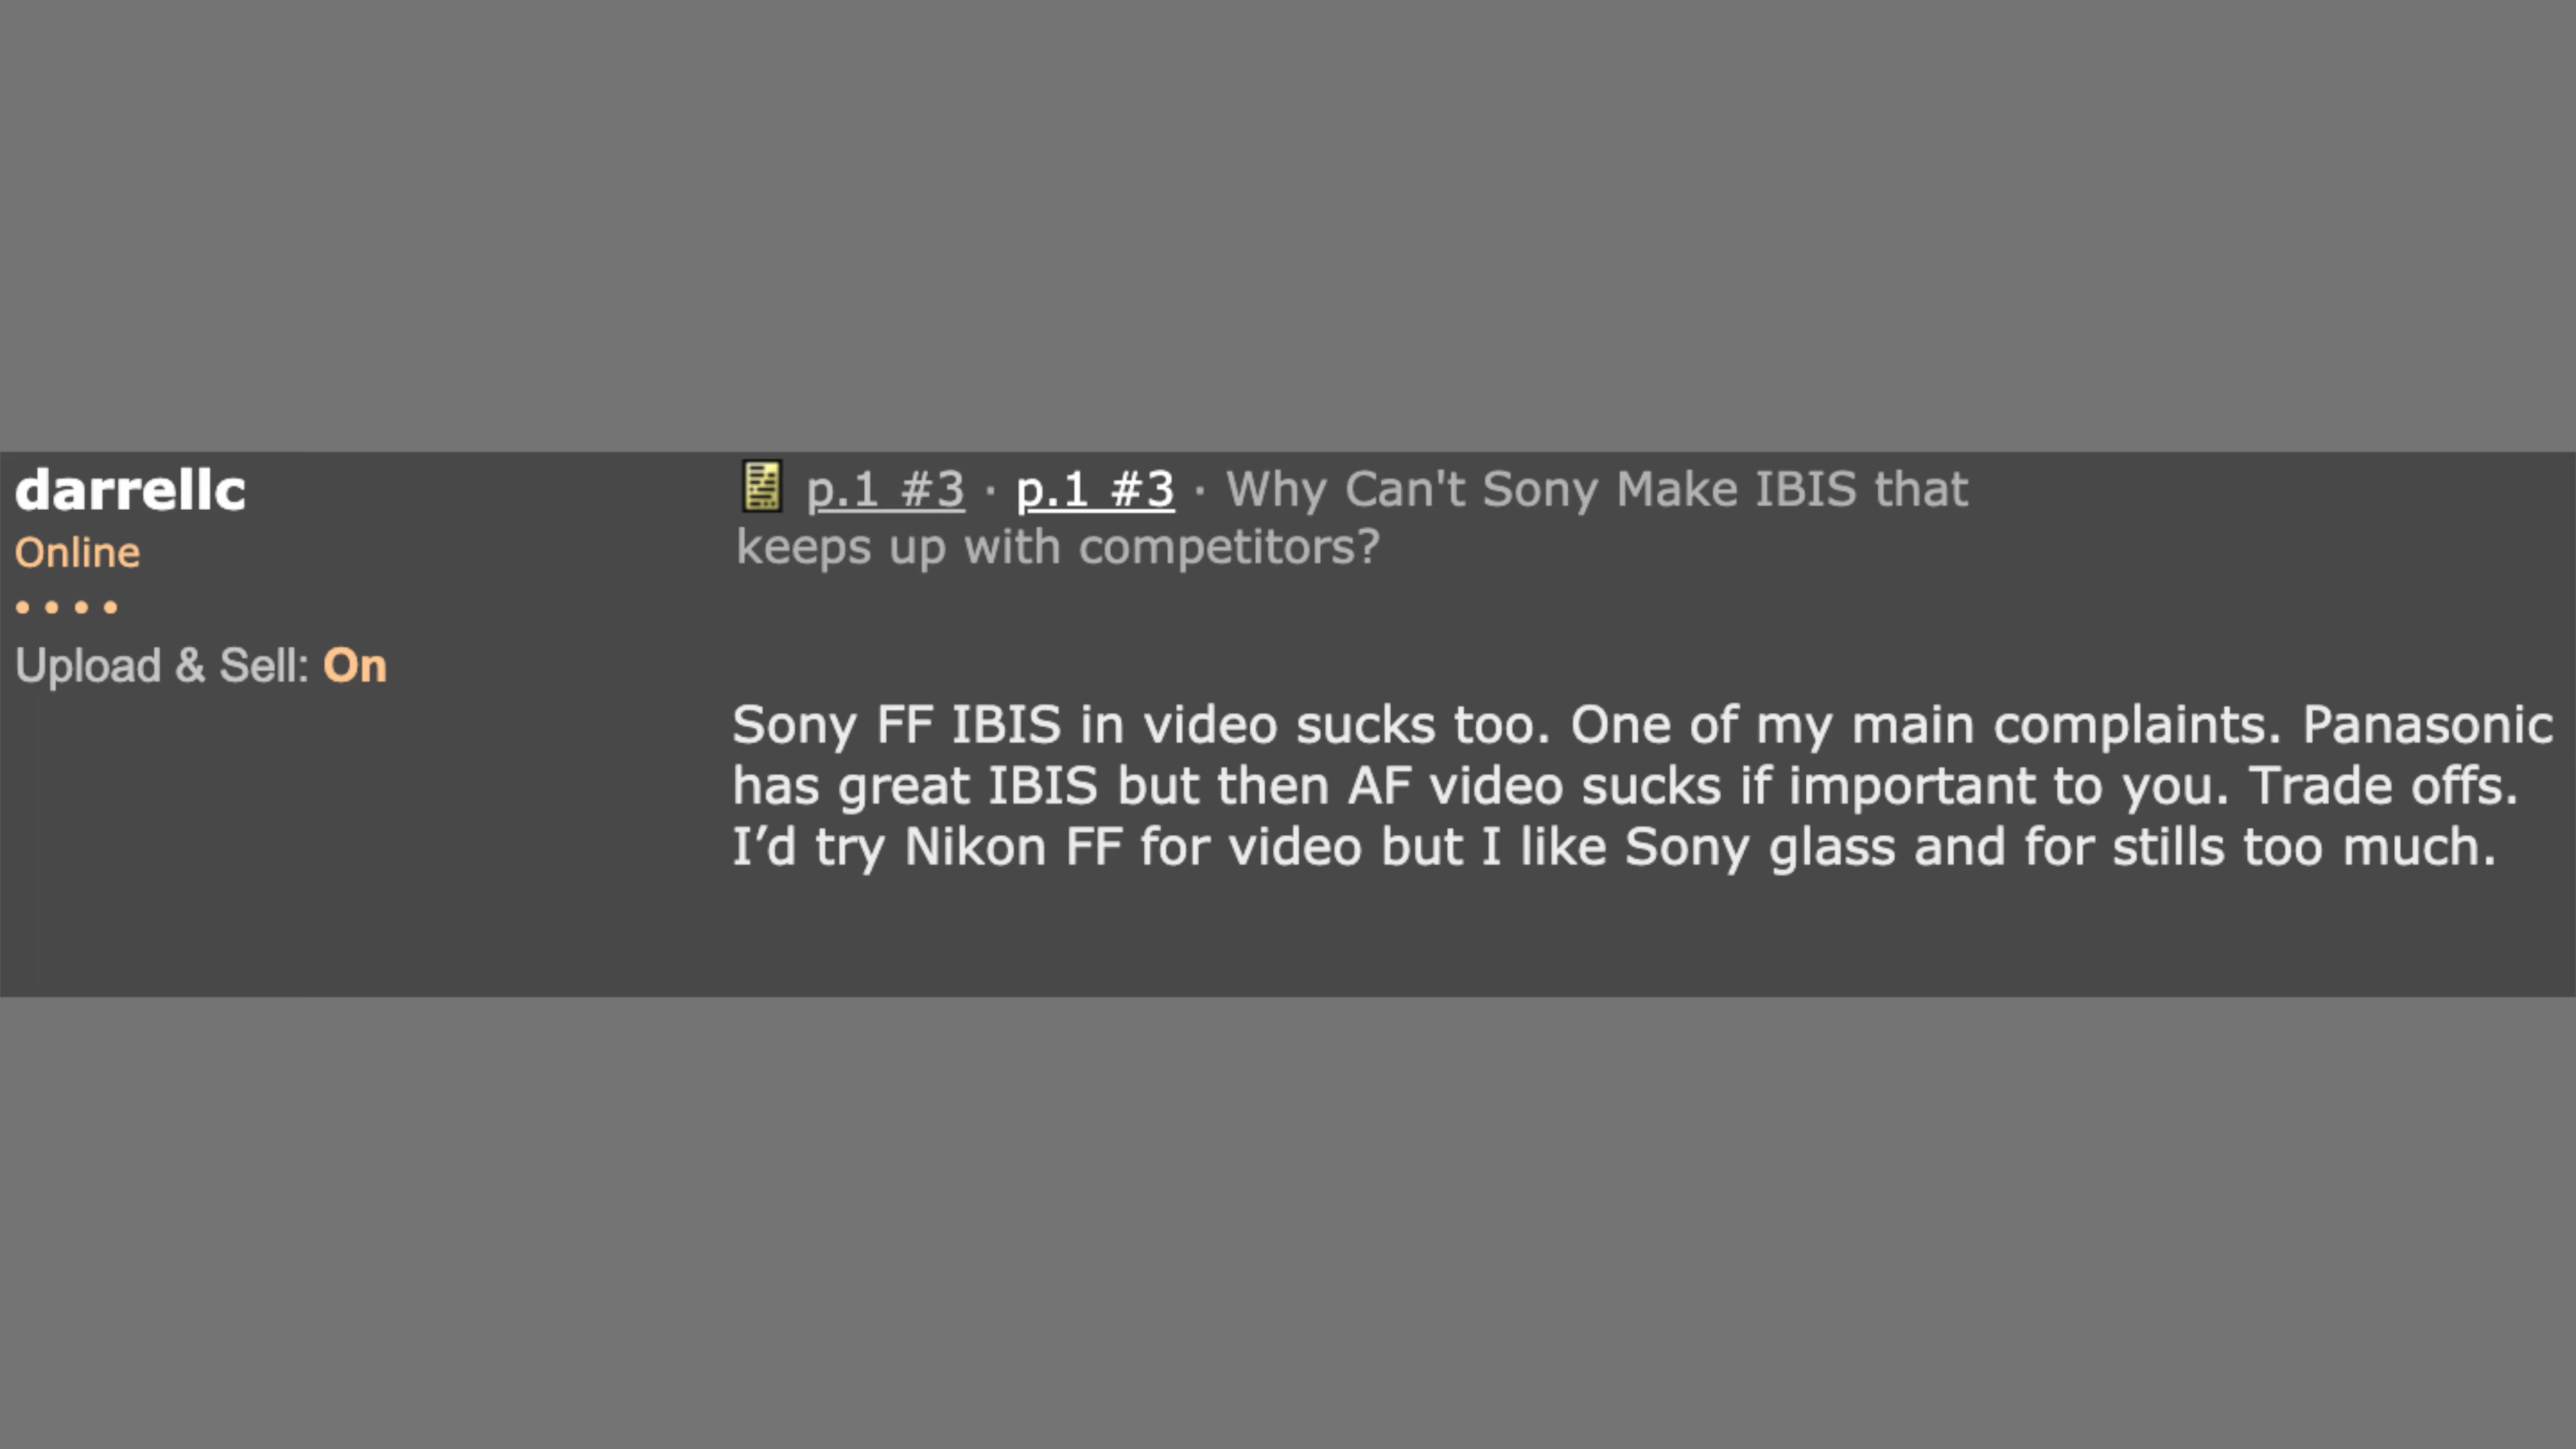 darrellc
Online
• • • •
Upload & Sell: On
p.1 #3 · p.1 #3 · Why Can't Sony Make IBIS that
keeps up with competitors?
Sony FF IBIS in video sucks too. One of my main complaints. Panasonic
has great IBIS but then AF video sucks if important to you. Trade offs.
I’d try Nikon FF for video but I like Sony glass and for stills too much.